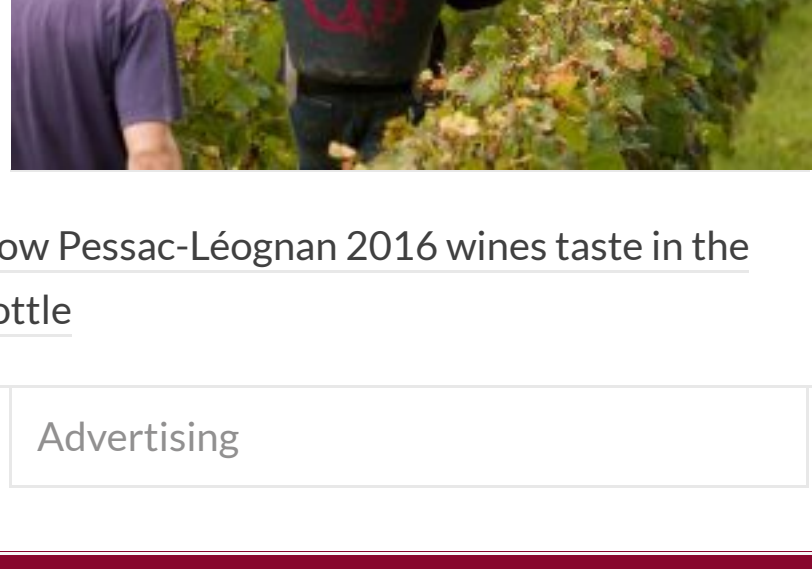 ow Pessac-Léognan 2016 wines taste in the
ottle
Advertising